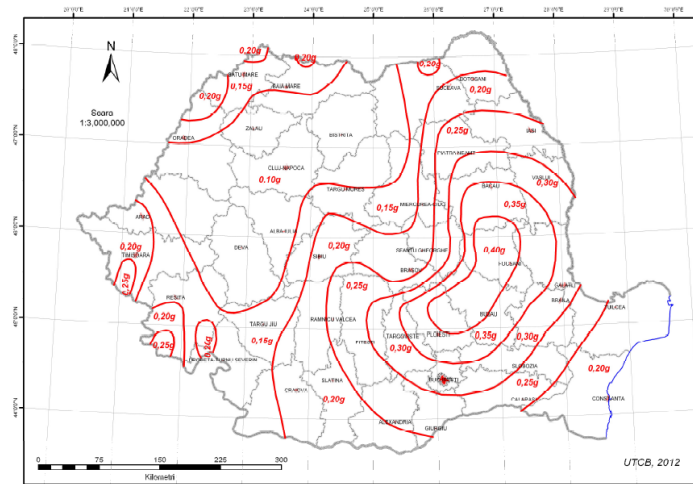 N
Scara
1:3,000,000
0,20g
0,20g
0,20g
SATU MARE
0,15g
BAIA MARE
0,20g
SUCEAVA
BOTOSANI
0,20g
ORADEA
ZALAU
BISTRITA
0,25g
IASI
PIATRA NEAMT
CLUJ-NAPOCA
0,10g
TARGU MURES
MIERCUREA-CIUC
BACAU
VASLUI
0,30g
0,15g
0,35g
ARAD
ALBA-IULIA
0,20g
TIMISOARA
DEVA
SIBIU
0,20g
SFANTU GHEORGHE
0,40g
BRASOV
FOCSANI
0,25g
0,25g
RESITA
GALATI
BRAILA
TULCEA
0,20g
TARGU JIU
RAMNICU VALCEA
BUZAU
0,25g
0,15g
PITESTI
TARGOVISTE
PLOIESTI
0,35g
0,30g
0,30g
DROBETA-TURNU SEVERIN
BUCURESTI
SLOBOZIA
0,25g
0,20g
CRAIOVA
SLATINA
0,20g
CALARASI
CONSTANTA
ALEXANDRIA
GIURGIU
0 50 100 150 200 300
Kilometri
UTCB, 2012